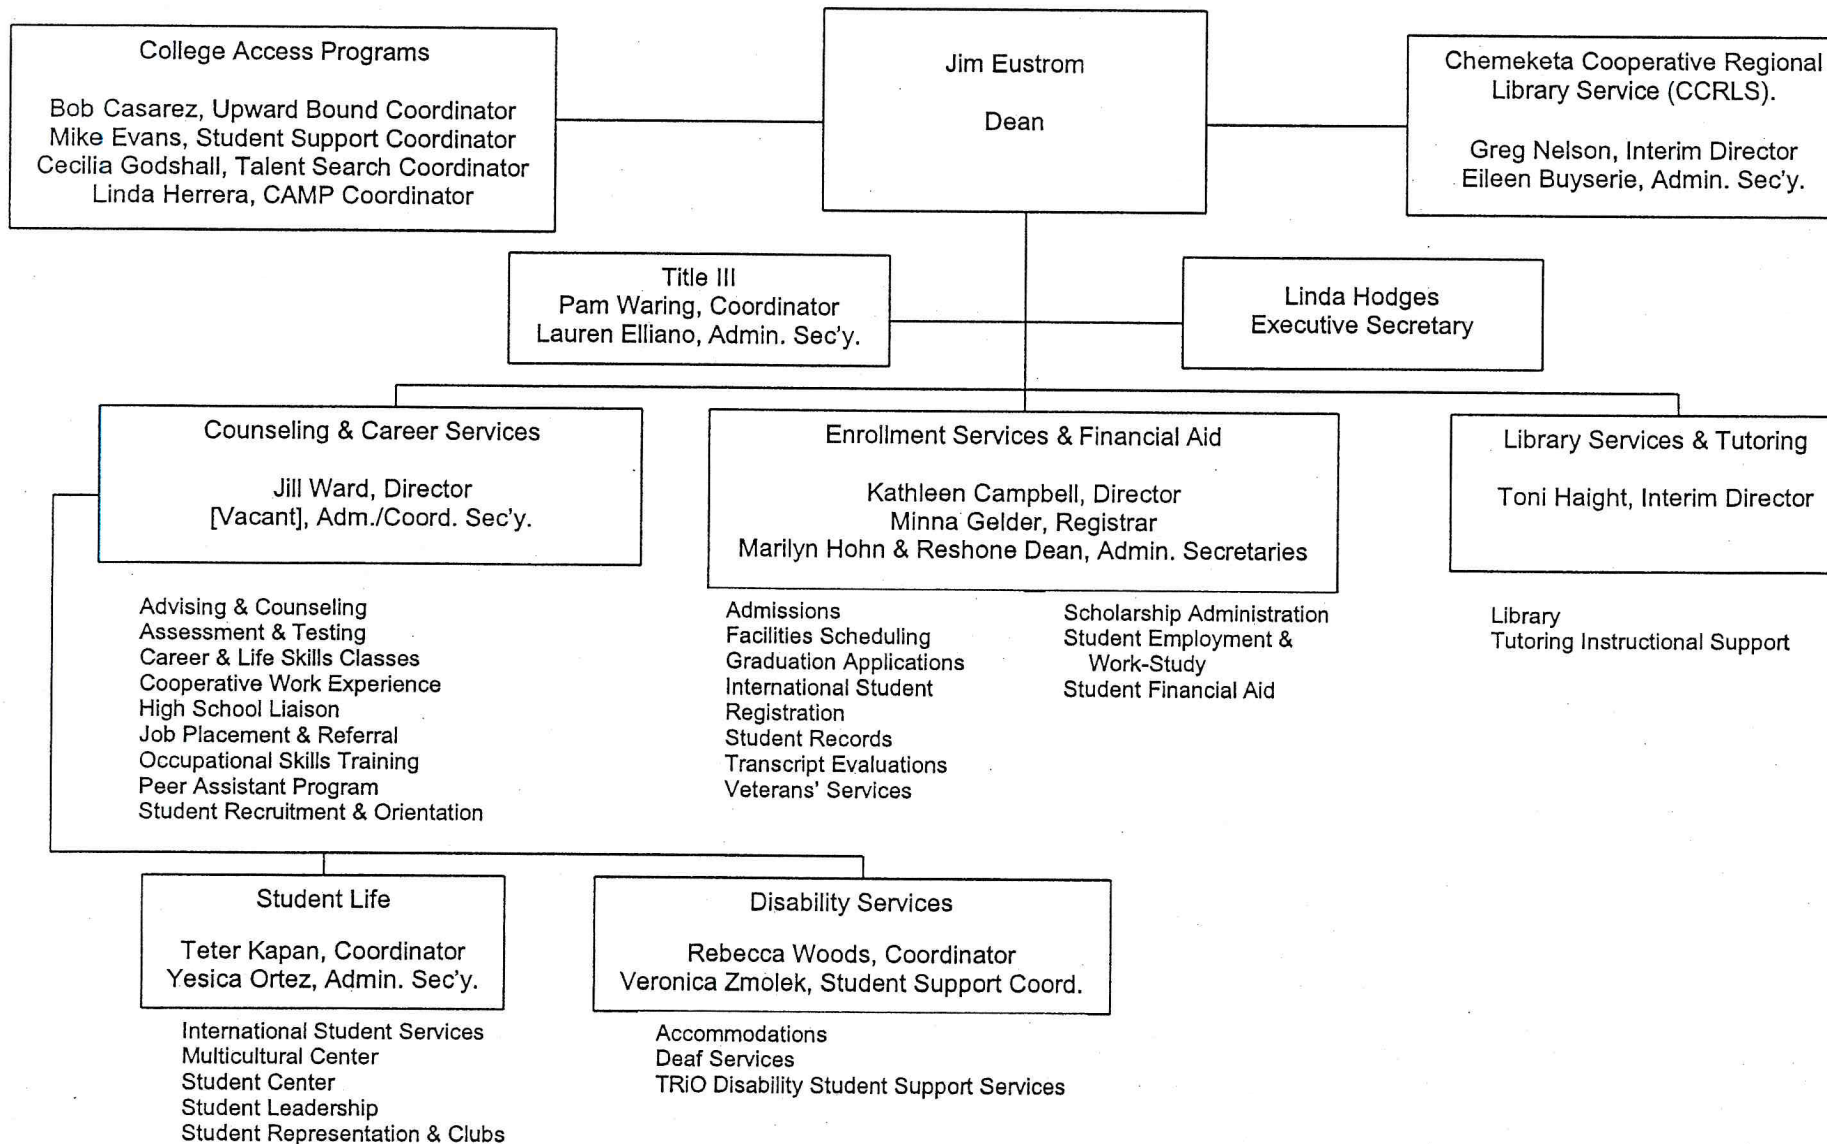 College Access Programs
Bob Casarez, Upward Bound Coordinator
Mike Evans, Student Support Coordinator
Cecilia Godshall, Talent Search Coordinator
Linda Herrera, CAMP Coordinator
Jim Eustrom
Dean
Chemeketa Cooperative Regional
Library Service (CCRLS).
Greg Nelson, Interim Director
Eileen Buyserie, Admin. Sec'y.
Title III
Pam Waring, Coordinator
Lauren Elliano, Admin. Sec'y.
Linda Hodges
Executive Secretary
Counseling & Career Services
Jill Ward, Director
[Vacant], Adm./Coord. Sec'y.
Advising & Counseling
Assessment & Testing
Career & Life Skills Classes
Cooperative Work Experience
High School Liaison
Job Placement & Referral
Occupational Skills Training
Peer Assistant Program
Student Recruitment & Orientation
Enrollment Services & Financial Aid
Kathleen Campbell, Director
Minna Gelder, Registrar
Marilyn Hohn & Reshone Dean, Admin. Secretaries
Admissions
Facilities Scheduling
Graduation Applications
International Student
Registration
Student Records
Transcript Evaluations
Veterans' Services
Scholarship Administration
Student Employment &
Work-Study
Student Financial Aid
Library Services & Tutoring
Toni Haight, Interim Director
Library
Tutoring Instructional Support
Student Life
Teter Kapan, Coordinator
Yesica Ortez, Admin. Sec'y.
International Student Services
Multicultural Center
Student Center
Student Leadership
Student Representation & Clubs
Disability Services
Rebecca Woods, Coordinator
Veronica Zmolek, Student Support Coord.
Accommodations
Deaf Services
TRiO Disability Student Support Services